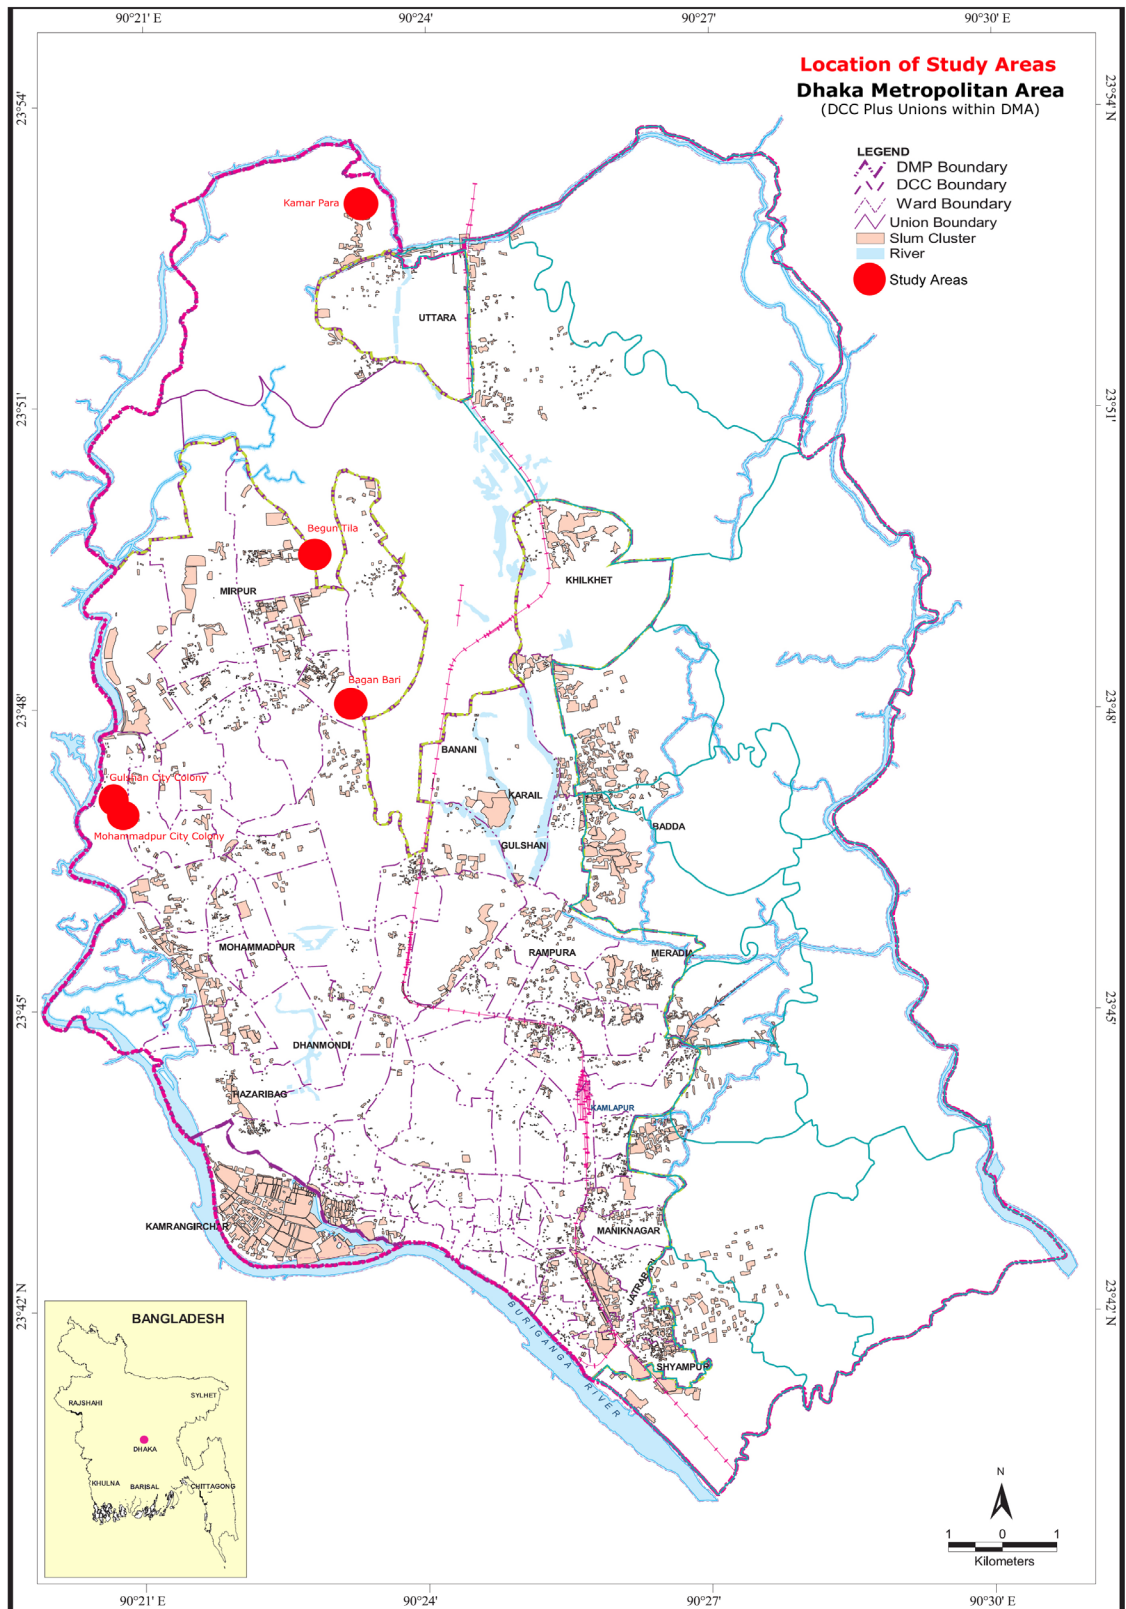 90°21' E
90°24'
90°27'
90°30' E
23°54'
23°54' N
Location of Study Areas
Dhaka Metropolitan Area
(DCC Plus Unions within DMA)
LEGEND
DMP Boundary
DCC Boundary
Ward Boundary
Union Boundary
Slum Cluster
River
Study Areas
Kamar Para
UTTARA
23°51'
23°51'
Begun Tila
KHILKHET
MIRPUR
Bagan Bari
23°48'
23°48'
BANANI
Gulshan City Colony
KARAIL
BADDA
Mohammadpur City Colony
GULSHAN
MOHAMMADPUR
RAMPURA
MERADIA
23°45'
23°45'
DHANMONDI
HAZARIBAG
KAMLAPUR
KAMRANGIRCHAR
MANIKNAGAR
JATRABARI
23°42' N
23°42' N
BURIGANGA RIVER
SHYAMPUR
BANGLADESH
SYLHET
RAJSHAHI
DHAKA
KHULNA
BARISAL
CHITTAGONG
N
1 0 1
Kilometers
90°21' E
90°24'
90°27'
90°30' E